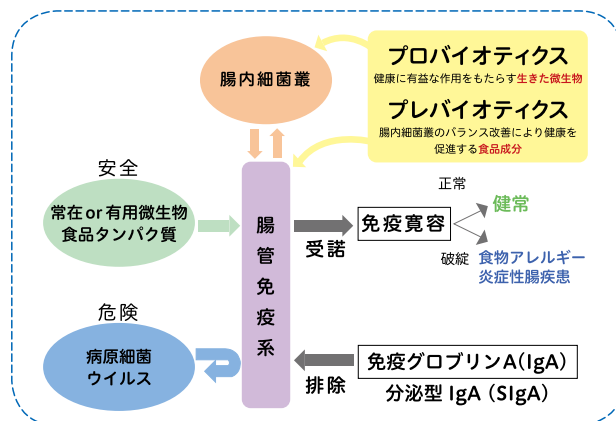 腸内細菌叢
プロバイオティクス
健康に有益な作用をもたらす生きた微生物
プレバイオティクス
腸内細菌叢のバランス改善により健康を
促進する食品成分
安全
常在or有用微生物
食品タンパク質
腸管免疫系
受諾
免疫寛容
正常
健常
破綻
食物アレルギー
炎症性腸疾患
危険
病原細菌
ウイルス
排除
免疫グロブリンA(IgA)
分泌型 IgA(SIgA)